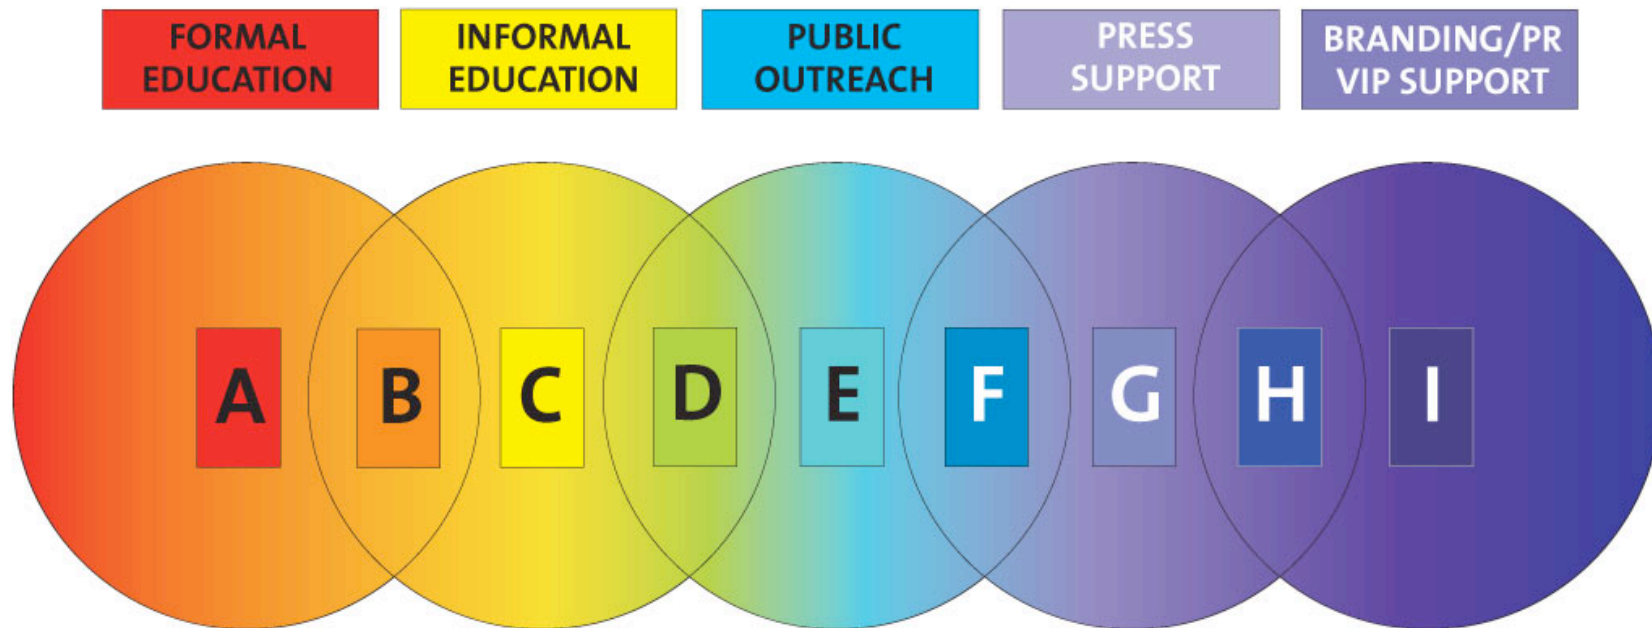 FORMAL
EDUCATION
INFORMAL
EDUCATION
PUBLIC
OUTREACH
PRESS
SUPPORT
BRANDING/PR
VIP SUPPORT
A
B
C
D
E
F
G
H
I